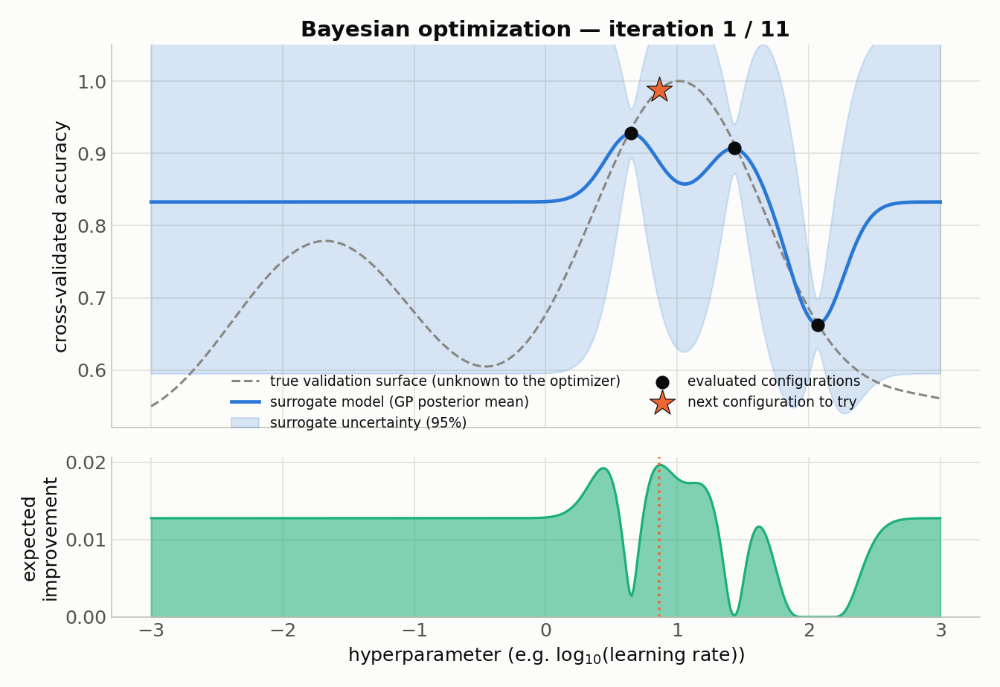 Bayesian optimization — iteration 1 / 11
cross-validated accuracy
1.0
0.9
0.8
0.7
0.6
true validation surface (unknown to the optimizer)
surrogate model (GP posterior mean)
surrogate uncertainty (95%)
evaluated configurations
next configuration to try
expected
improvement
0.02
0.01
0.00
−3
−2
−1
0
1
2
3
hyperparameter (e.g. log₁₀(learning rate))